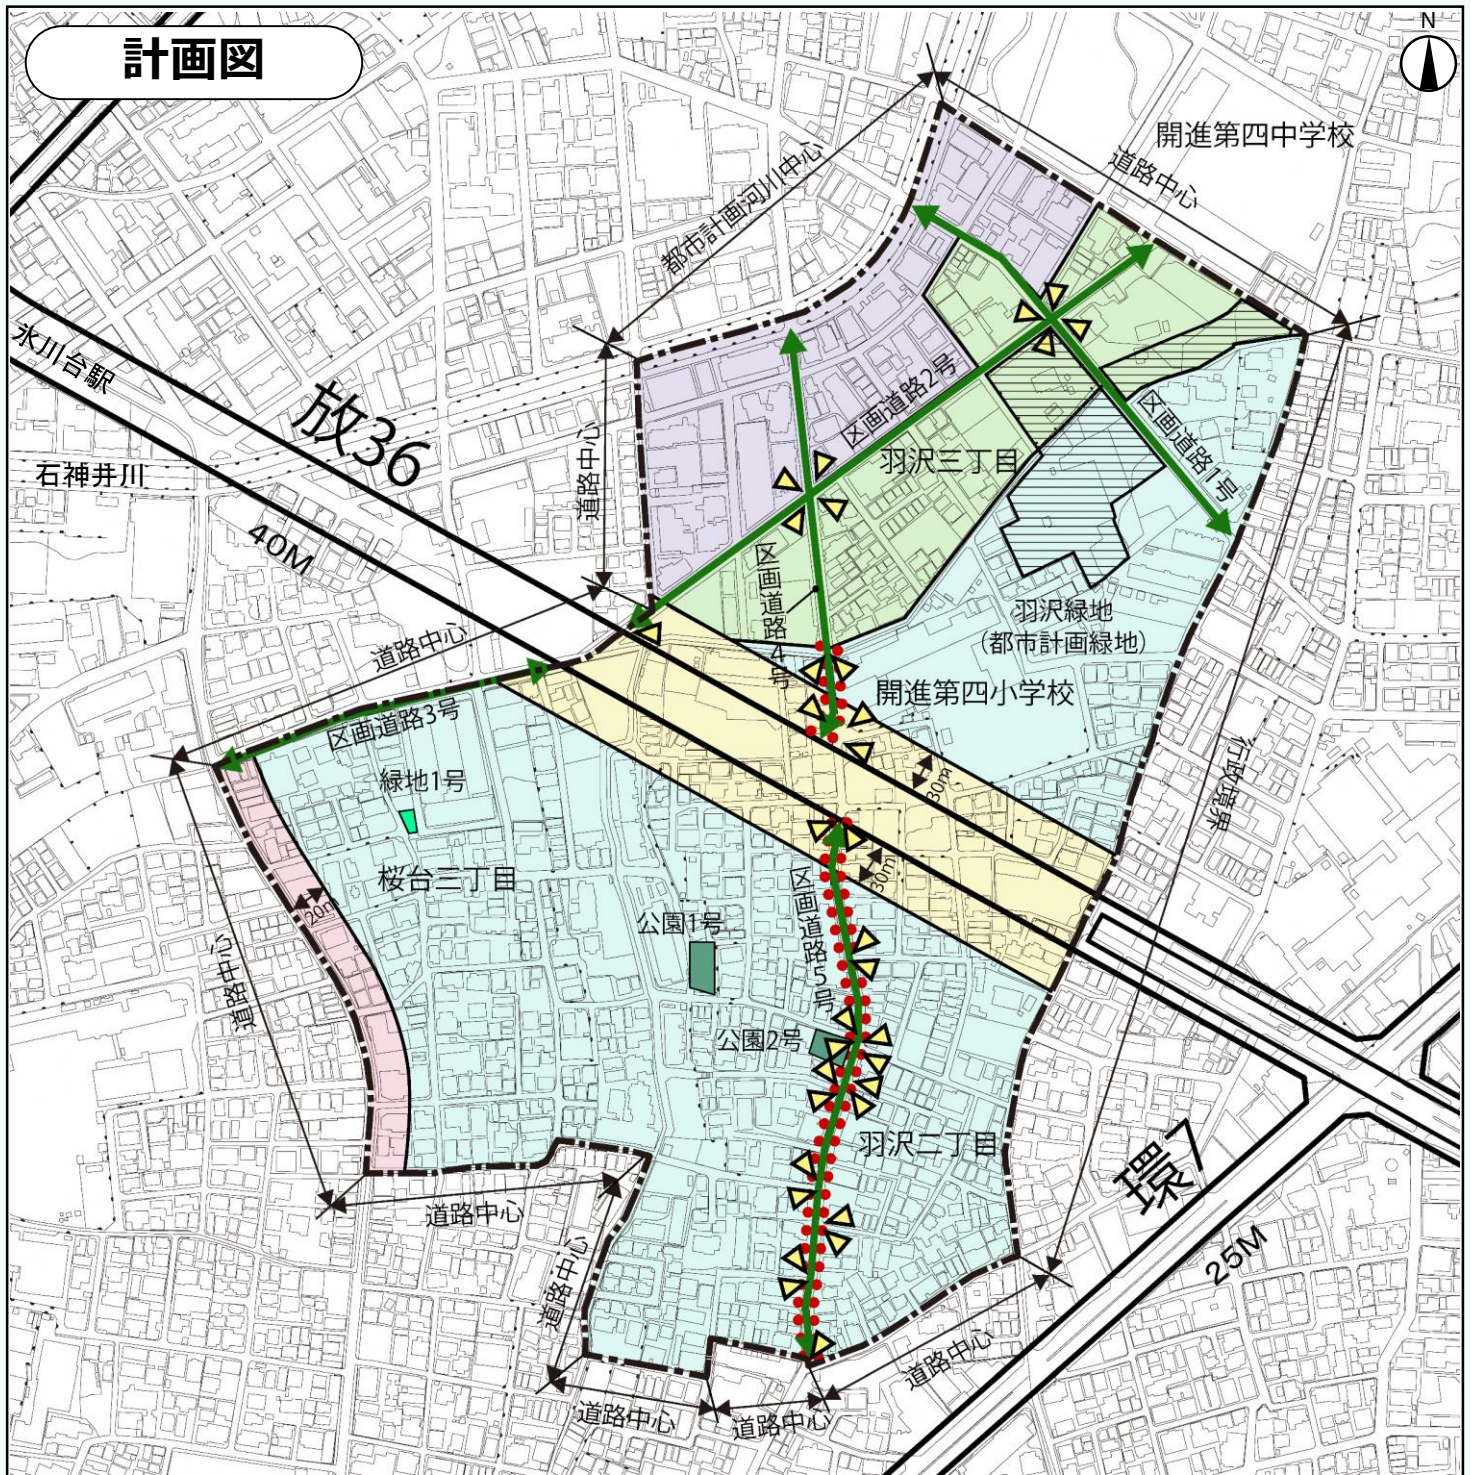 計画図
N
開進第四中学校
道路中心
都市計画河川中心
氷川台駅
放36
区画道路2号
区画道路1号
羽沢三丁目
石神井川
道路中心
40M
区画道路4号
羽沢緑地
(都市計画緑地)
道路中心
開進第四小学校
区画道路3号
行政境界
30m
緑地1号
桜台三丁目
30m
区画道路5号
20m
公園1号
道路中心
公園2号
羽沢二丁目
環7
道路中心
道路中心
25M
道路中心
道路中心
道路中心